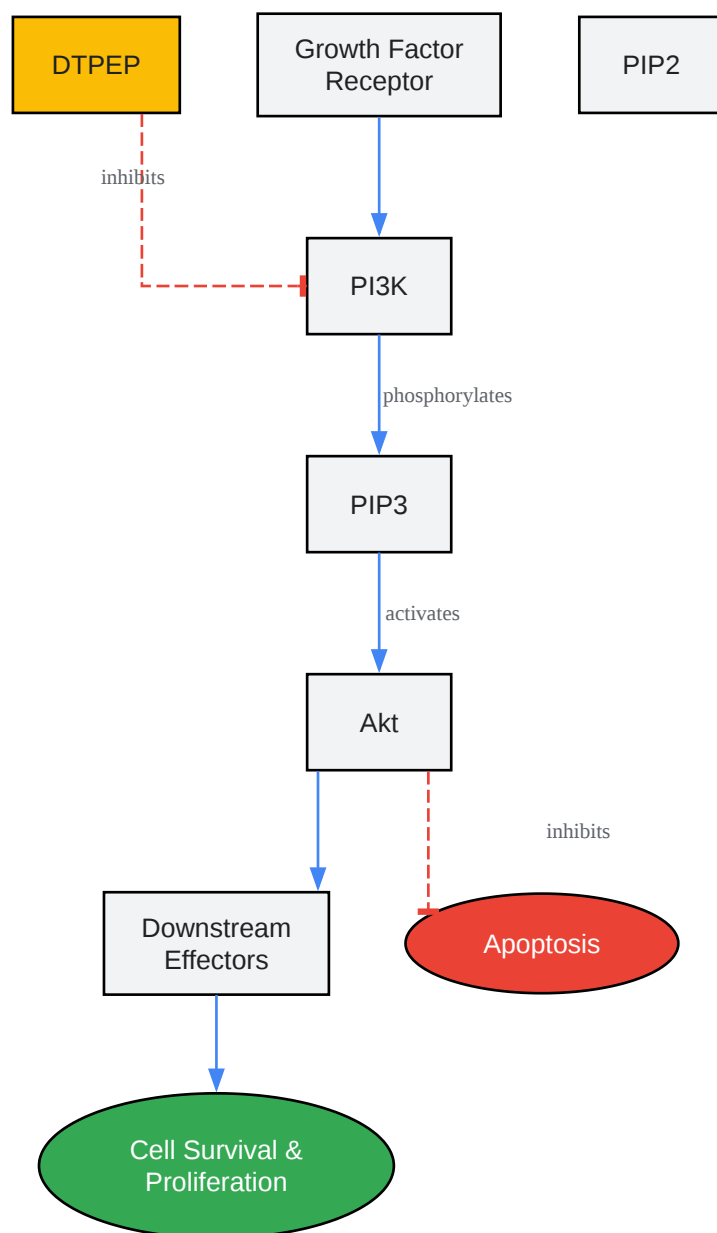 DTPEP
Growth Factor
Receptor
PIP2
inhibits
PI3K
phosphorylates
PIP3
activates
Akt
inhibits
Downstream
Effectors
Apoptosis
Cell Survival &
Proliferation